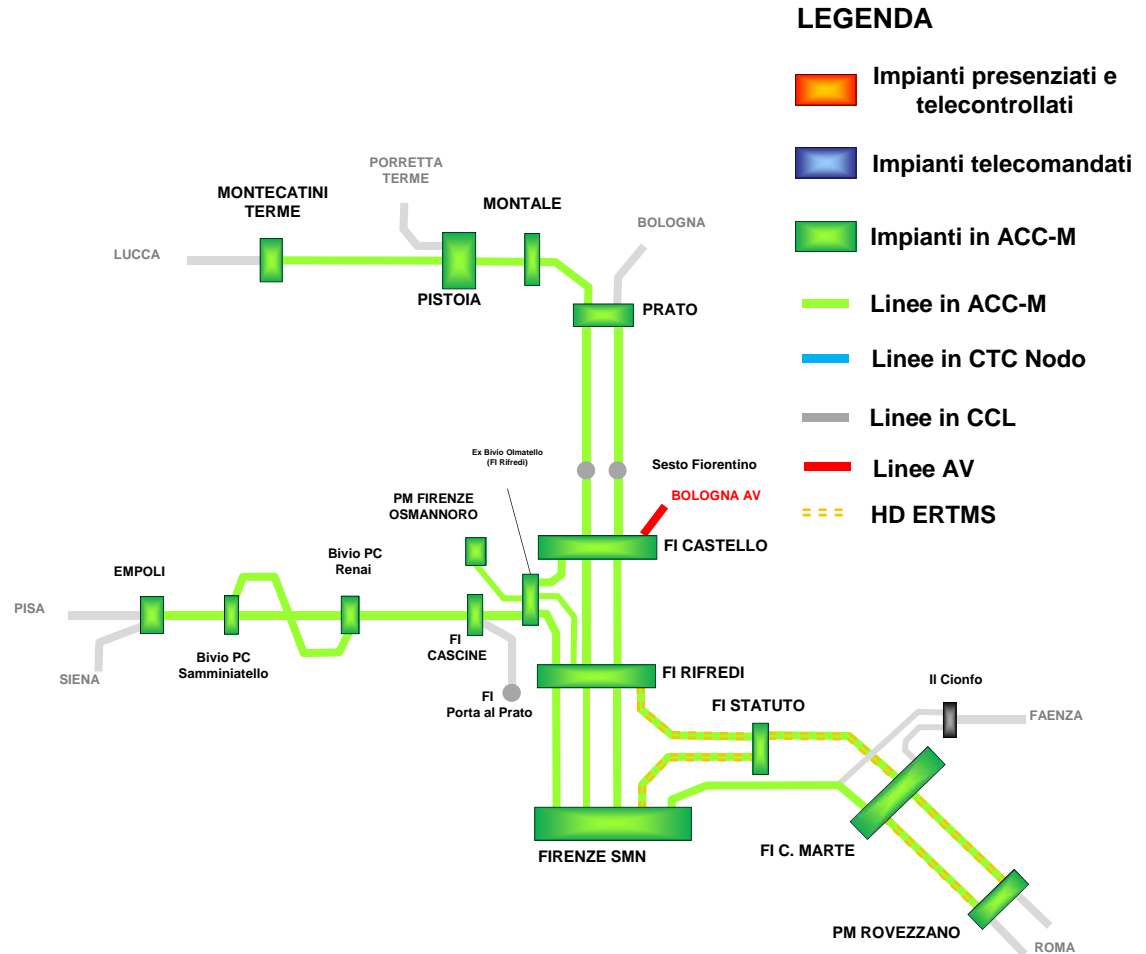 LEGENDA
Impianti presenziati e
telecontrollati
Impianti telecomandati
Impianti in ACC-M
Linee in ACC-M
Linee in CTC Nodo
Linee in CCL
Linee AV
HD ERTMS
PORRETTA
TERME
MONTECATINI
TERME
MONTALE
BOLOGNA
LUCCA
PISTOIA
PRATO
Ex Bivio Olmatello
(FI Rifredi)
Sesto Fiorentino
BOLOGNA AV
PM FIRENZE
OSMANNORO
FI CASTELLO
Bivio PC
Renai
EMPOLI
PISA
SIENA
Bivio PC
Samminiatello
FI
CASCINE
FI
Porta al Prato
FI RIFREDI
FI STATUTO
Il Cionfo
FAENZA
FIRENZE SMN
FI C. MARTE
PM ROVEZZANO
ROMA